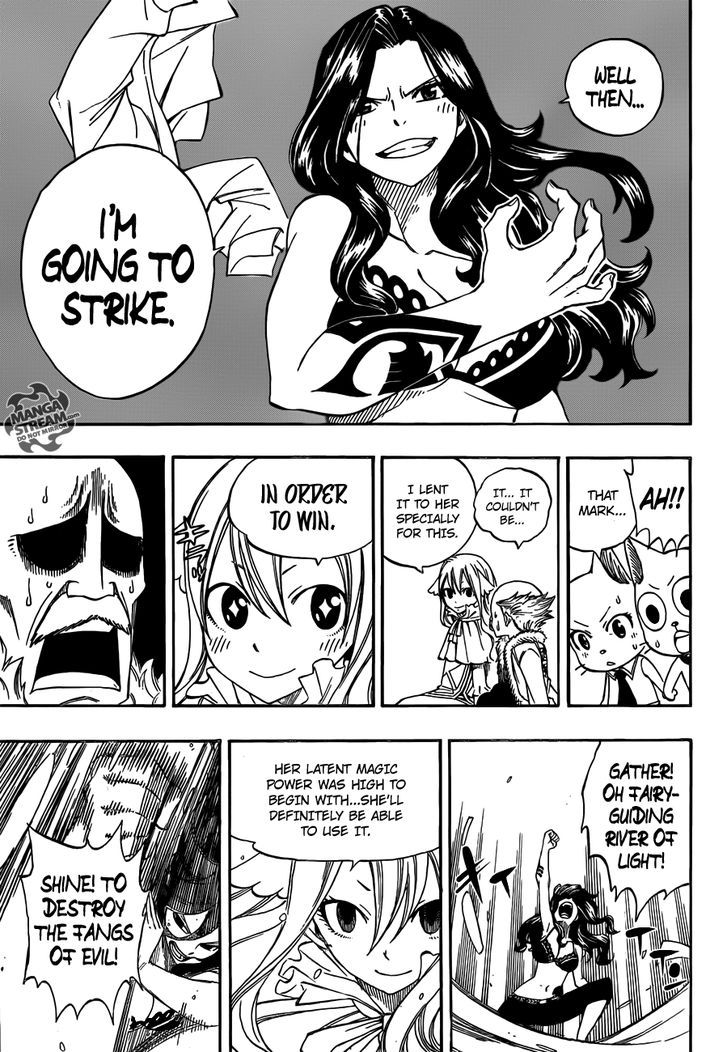 WELL
THEN...
I'M
GOING TO
STRIKE.
MANGA
STREAM.com
DO NOT MIRROR
AH!!
THAT
MARK...
IT... IT
COULDN'T
BE...
I LENT
IT TO HER
SPECIALLY
FOR THIS.
IN ORDER
TO WIN.
GATHER!
OH FAIRY-
GUIDING
RIVER OF
LIGHT!
HER LATENT MAGIC
POWER WAS HIGH TO
BEGIN WITH...SHE'LL
DEFINITELY BE ABLE
TO USE IT.
SHINE! TO
DESTROY
THE FANGS
OF EVIL!